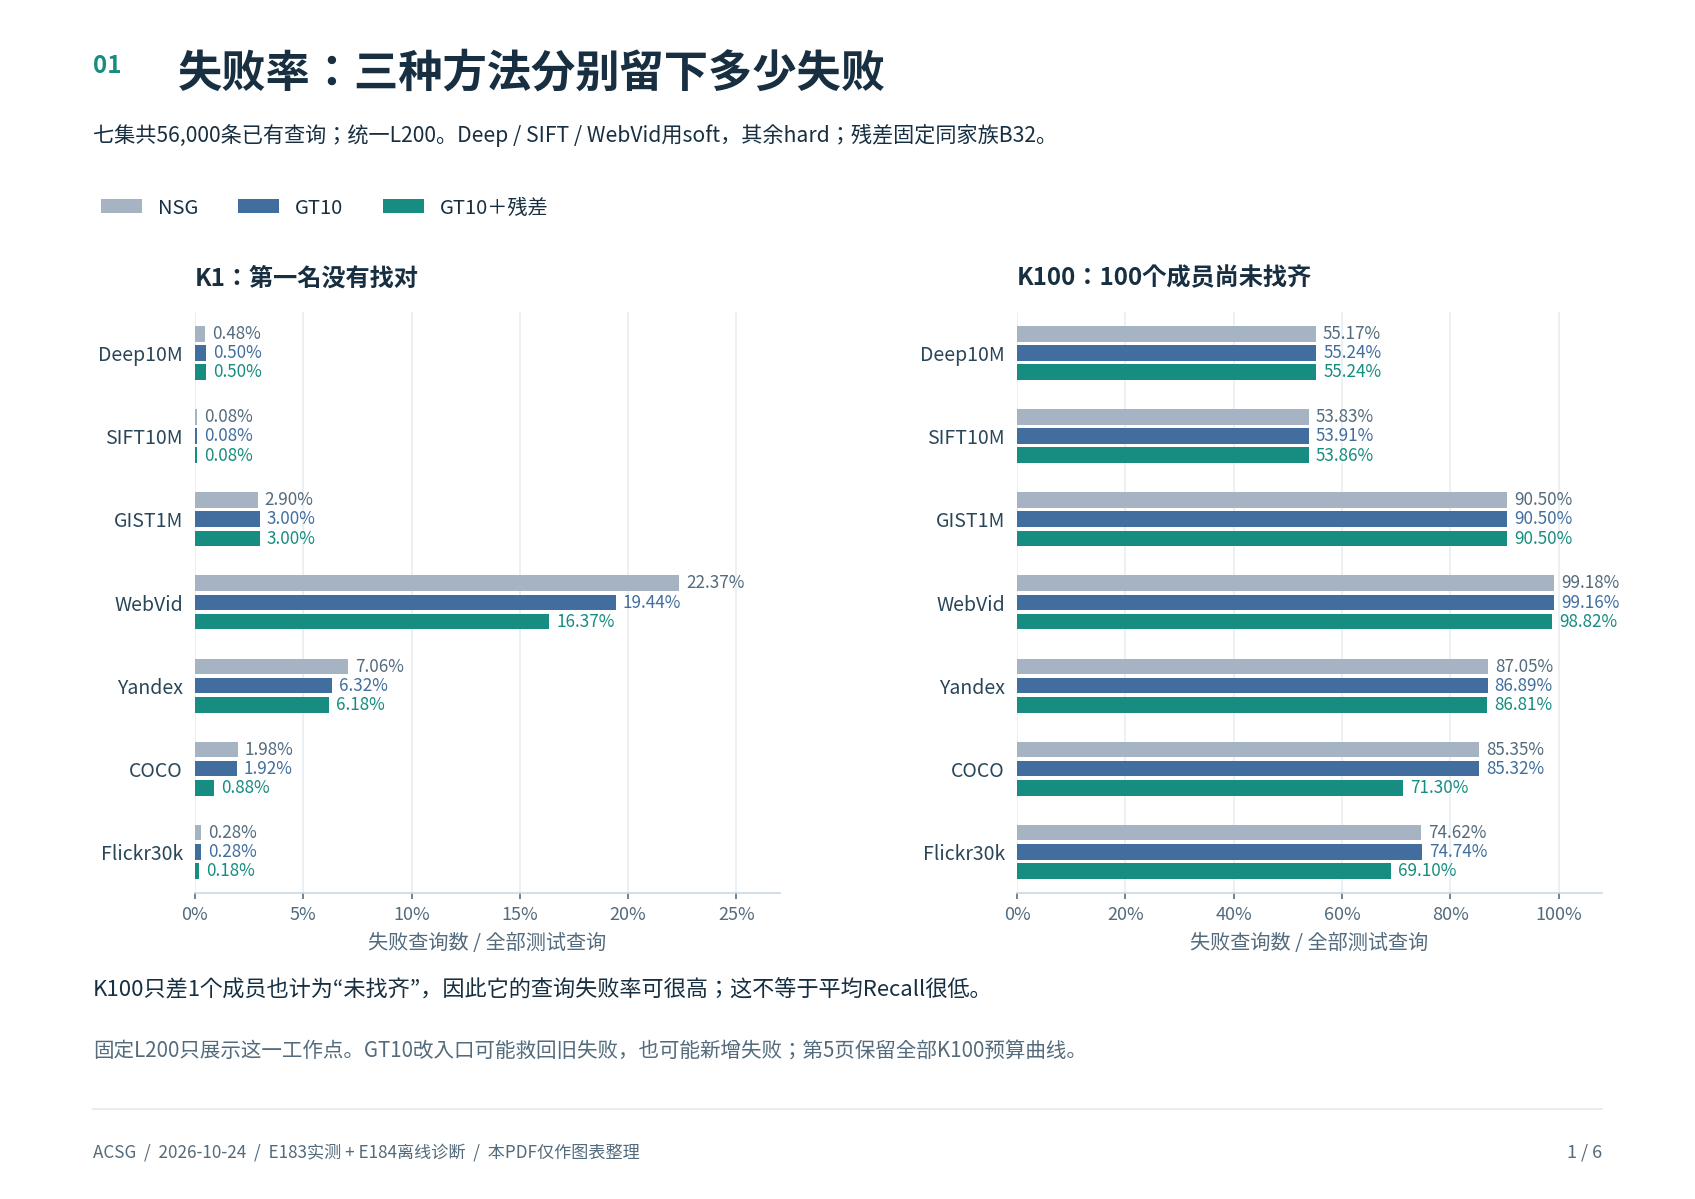 01 失败率：三种方法分别留下多少失败
七集共56,000条已有查询；统一L200。Deep / SIFT / WebVid用soft，其余hard；残差固定同家族B32。
NSG GT10 GT10＋残差
K1：第一名没有找对
Deep10M 0.48% 0.50% 0.50%
SIFT10M 0.08% 0.08% 0.08%
GIST1M 2.90% 3.00% 3.00%
WebVid 22.37% 19.44% 16.37%
Yandex 7.06% 6.32% 6.18%
COCO 1.98% 1.92% 0.88%
Flickr30k 0.28% 0.28% 0.18%
0% 5% 10% 15% 20% 25%
失败查询数 / 全部测试查询
K100：100个成员尚未找齐
Deep10M 55.17% 55.24% 55.24%
SIFT10M 53.83% 53.91% 53.86%
GIST1M 90.50% 90.50% 90.50%
WebVid 99.18% 99.16% 98.82%
Yandex 87.05% 86.89% 86.81%
COCO 85.35% 85.32% 71.30%
Flickr30k 74.62% 74.74% 69.10%
0% 20% 40% 60% 80% 100%
失败查询数 / 全部测试查询
K100只差1个成员也计为“未找齐”，因此它的查询失败率可很高；这不等于平均Recall很低。
固定L200只展示这一工作点。GT10改入口可能救回旧失败，也可能新增失败；第5页保留全部K100预算曲线。
ACSG / 2026-10-24 / E183实测 + E184离线诊断 / 本PDF仅作图表整理
1 / 6